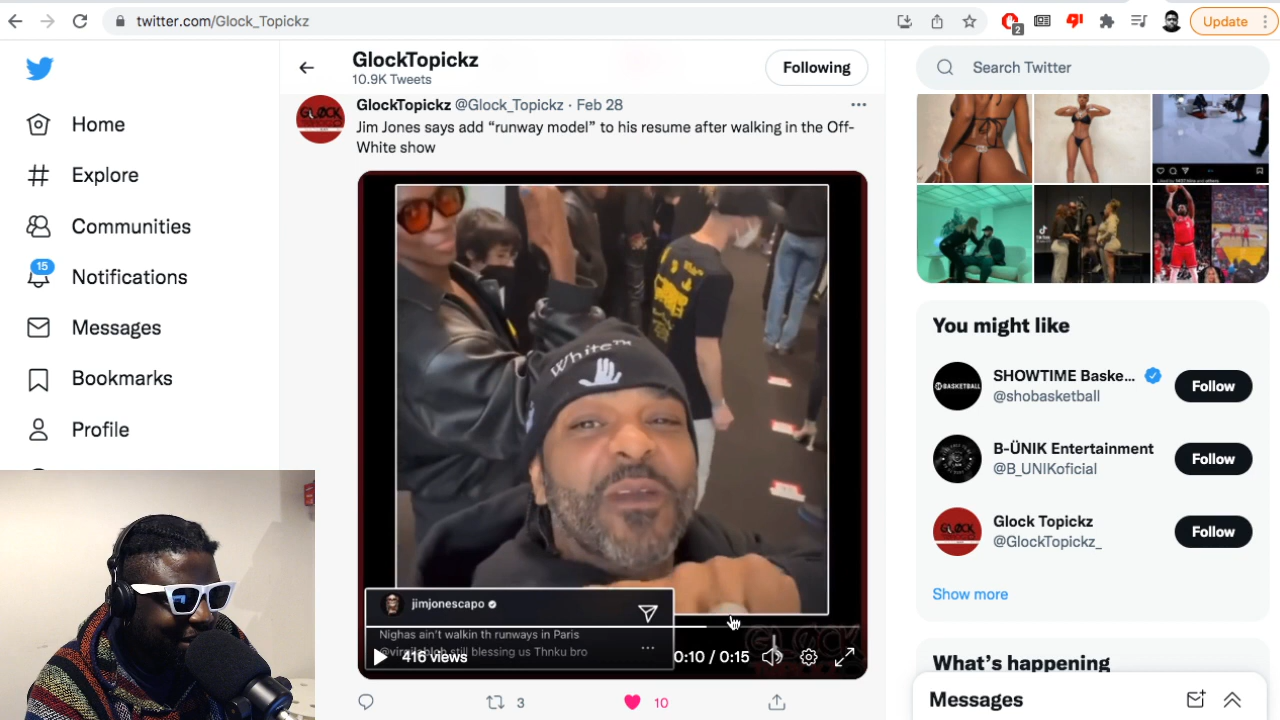 twitter.com/Glock_Topickz
2
Update
GlockTopickz
10.9K Tweets
Following
Search Twitter
Home
Explore
Communities
15
Notifications
Messages
Bookmarks
Profile
GlockTopickz @Glock_Topickz · Feb 28
Jim Jones says add “runway model” to his resume after walking in the Off-
White show
White™
jimjonescapo
Nighas ain't walkin th runways in Paris
still blessing us Thnku bro
416 views
0:10 / 0:15
3
10
You might like
SHOWTIME Baske...
@shobasketball
Follow
B-ÜNIK Entertainment
@B_UNIKoficial
Follow
Glock Topickz
@GlockTopickz_
Follow
Show more
What’s happening
Messages